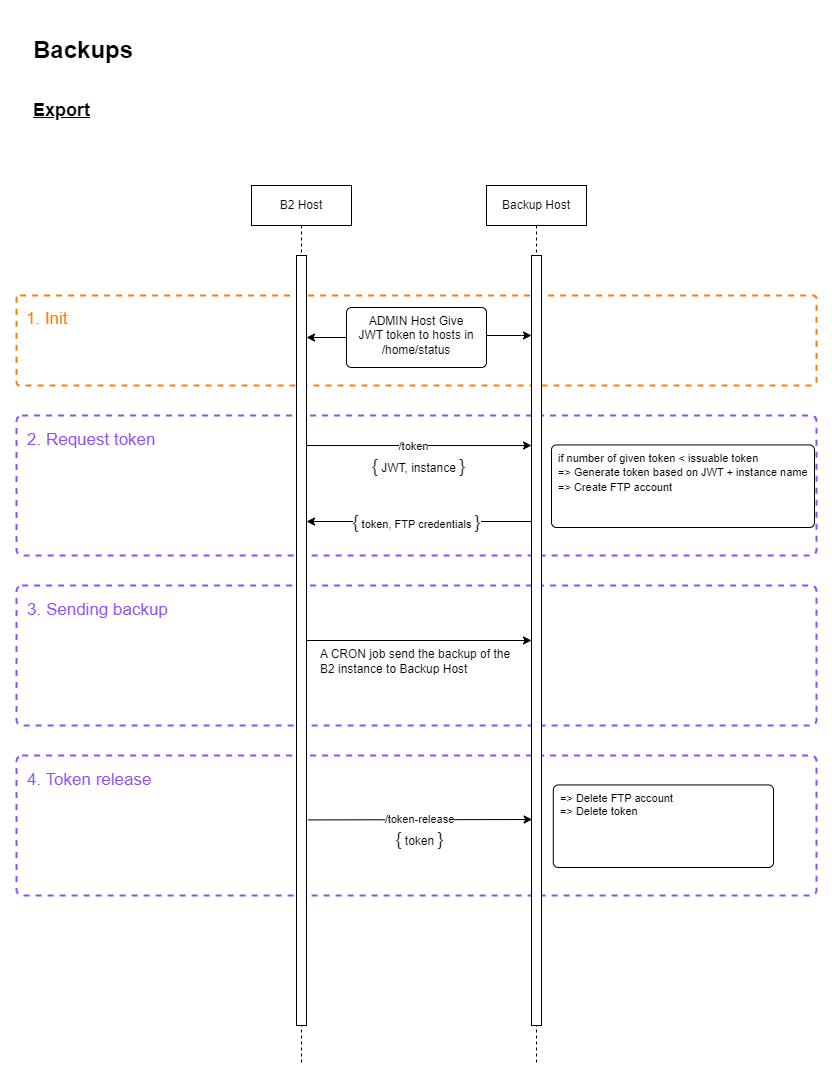 Backups
Export
B2 Host
Backup Host
1. Init
ADMIN Host Give
JWT token to hosts in
/home/status
2. Request token
/token
{ JWT, instance }
if number of given token < issuable token
=> Generate token based on JWT + instance name
=> Create FTP account
{ token, FTP credentials }
3. Sending backup
A CRON job send the backup of the
B2 instance to Backup Host
4. Token release
=> Delete FTP account
=> Delete token
/token-release
{ token }